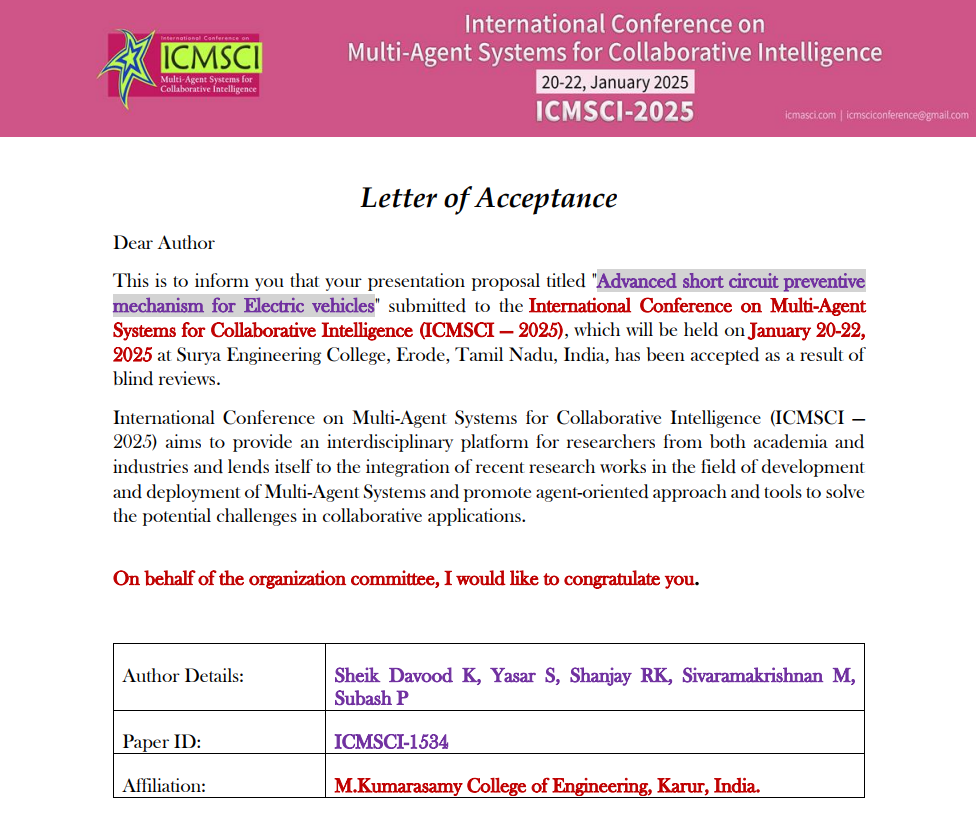 International Conference on
ICMSCI
Multi-Agent Systems for
Collaborative Intelligence
International Conference on
Multi-Agent Systems for Collaborative Intelligence
20-22, January 2025
ICMSCI-2025
icmasci.com | icmsciconference@gmail.com
Letter of Acceptance
Dear Author
This is to inform you that your presentation proposal titled "Advanced short circuit preventive
mechanism for Electric vehicles" submitted to the International Conference on Multi-Agent
Systems for Collaborative Intelligence (ICMSCI – 2025), which will be held on January 20-22,
2025 at Surya Engineering College, Erode, Tamil Nadu, India, has been accepted as a result of
blind reviews.
International Conference on Multi-Agent Systems for Collaborative Intelligence (ICMSCI –
2025) aims to provide an interdisciplinary platform for researchers from both academia and
industries and lends itself to the integration of recent research works in the field of development
and deployment of Multi-Agent Systems and promote agent-oriented approach and tools to solve
the potential challenges in collaborative applications.
On behalf of the organization committee, I would like to congratulate you.
Author Details:
Sheik Davood K, Yasar S, Shanjay RK, Sivaramakrishnan M,
Subash P
Paper ID:
ICMSCI-1534
Affiliation:
M.Kumarasamy College of Engineering, Karur, India.